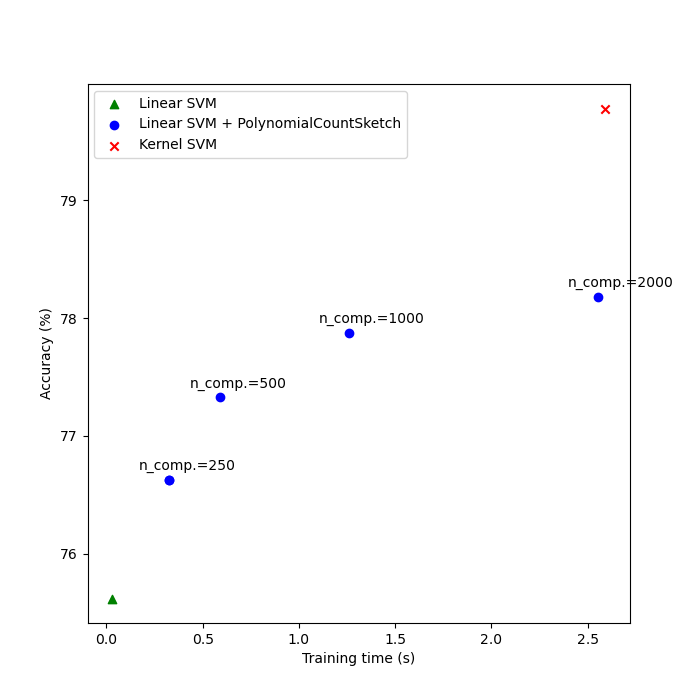 Linear SVM
Linear SVM + PolynomialCountSketch
Kernel SVM
79
78
77
76
Accuracy (%)
n_comp.=2000
n_comp.=1000
n_comp.=500
n_comp.=250
0.0 0.5 1.0 1.5 2.0 2.5
Training time (s)